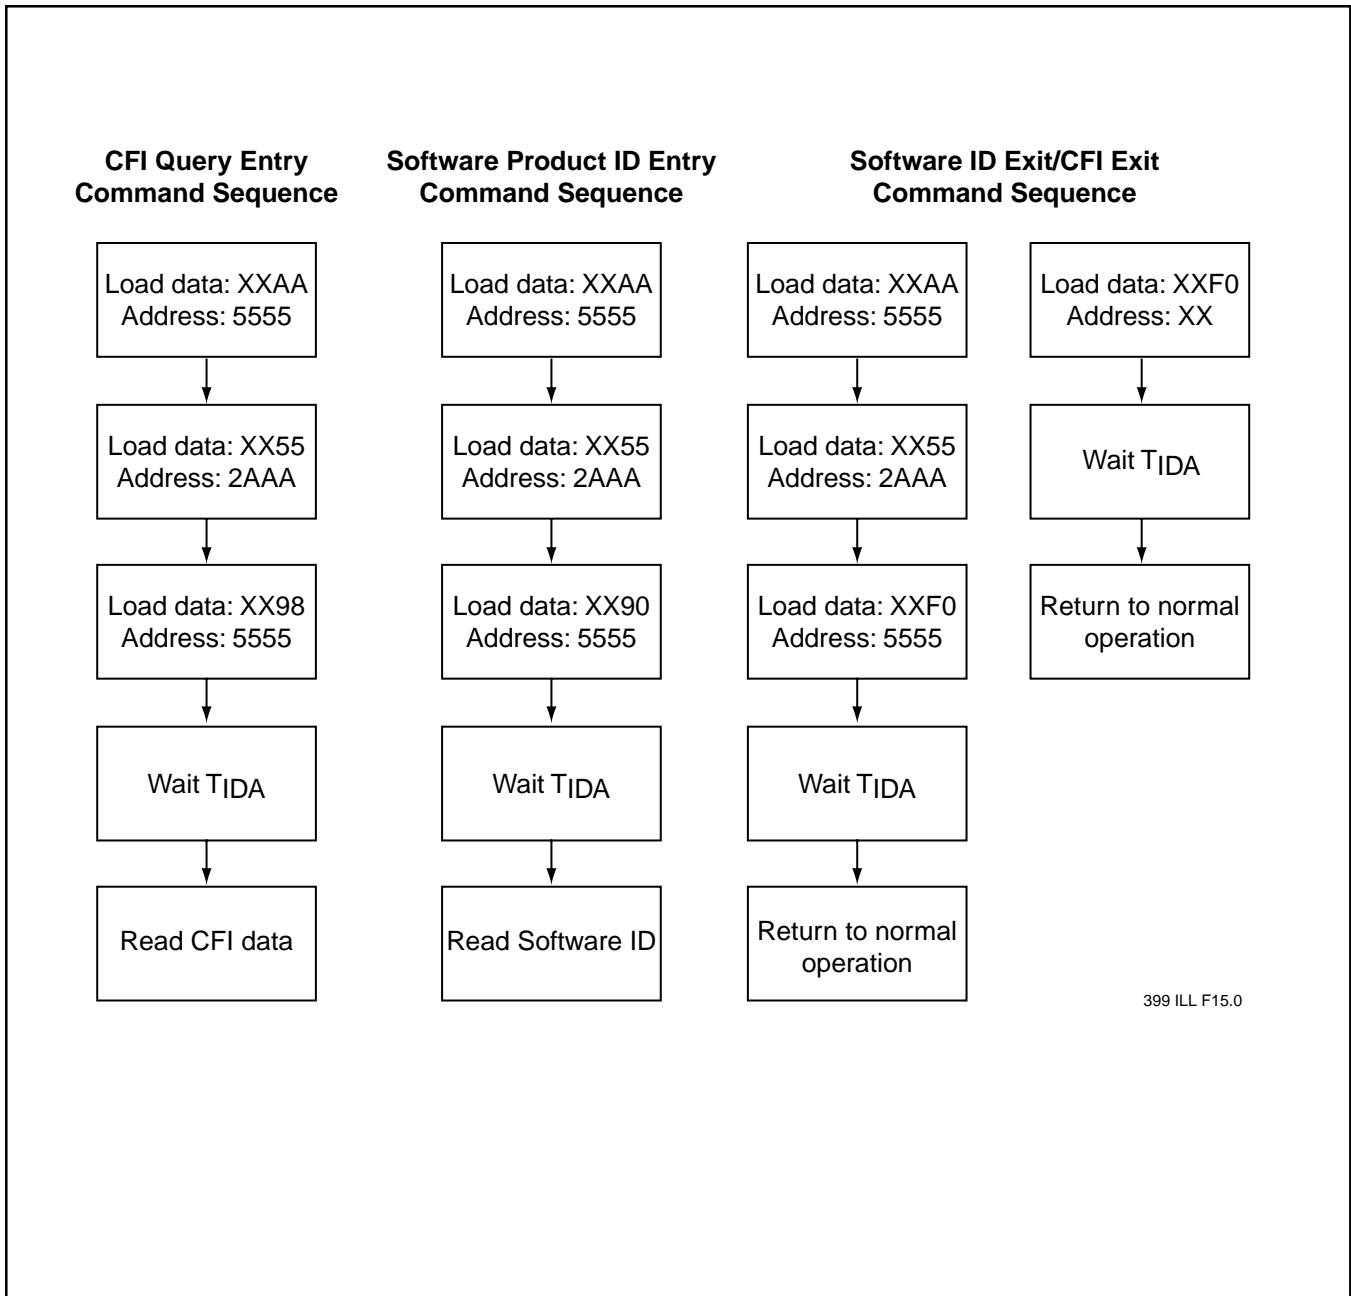 CFI Query Entry
Command Sequence
Load data: XXAA
Address: 5555
Load data: XX55
Address: 2AAA
Load data: XX98
Address: 5555
Wait TIDA
Read CFI data
Software Product ID Entry
Command Sequence
Load data: XXAA
Address: 5555
Load data: XX55
Address: 2AAA
Load data: XX90
Address: 5555
Wait TIDA
Read Software ID
Software ID Exit/CFI Exit
Command Sequence
Load data: XXAA
Address: 5555
Load data: XX55
Address: 2AAA
Load data: XXF0
Address: 5555
Wait TIDA
Return to normal
operation
Load data: XXF0
Address: XX
Wait TIDA
Return to normal
operation
399 ILL F15.0